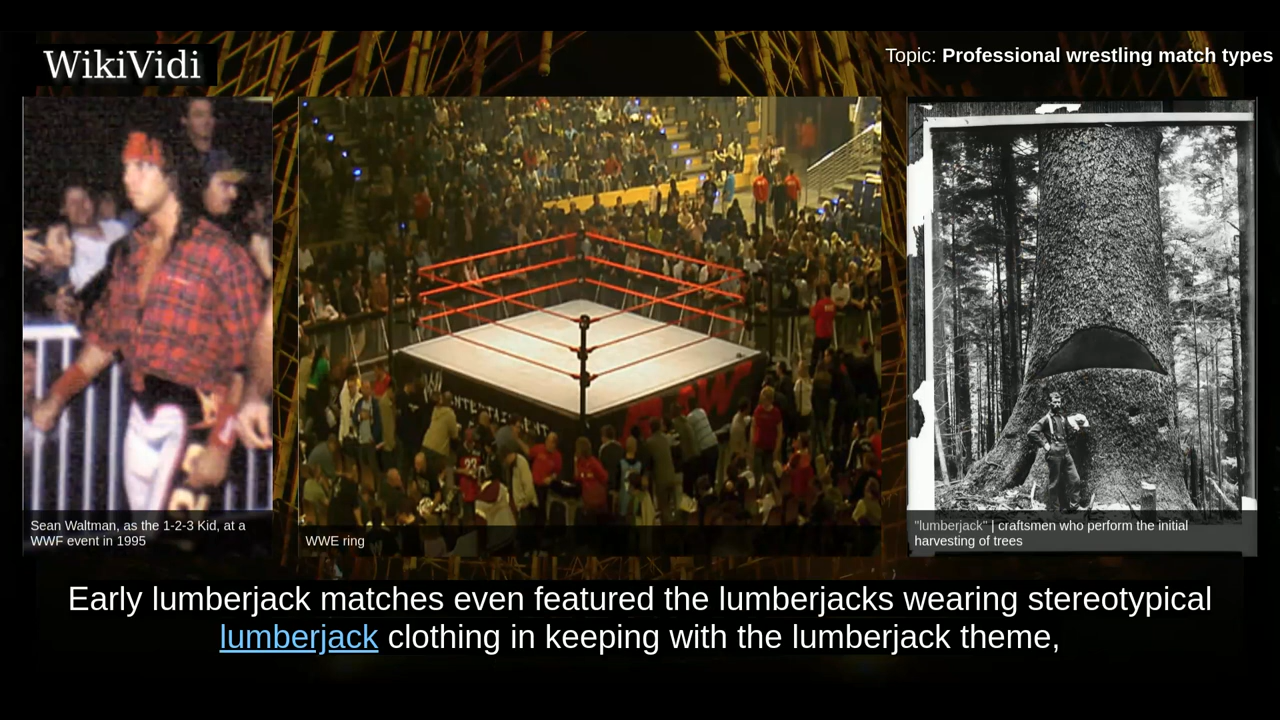 WikiVidi
Topic: Professional wrestling match types
Sean Waltman, as the 1-2-3 Kid, at a
WWF event in 1995
WWE ring
"lumberjack" | craftsmen who perform the initial
harvesting of trees
Early lumberjack matches even featured the lumberjacks wearing stereotypical
lumberjack clothing in keeping with the lumberjack theme,